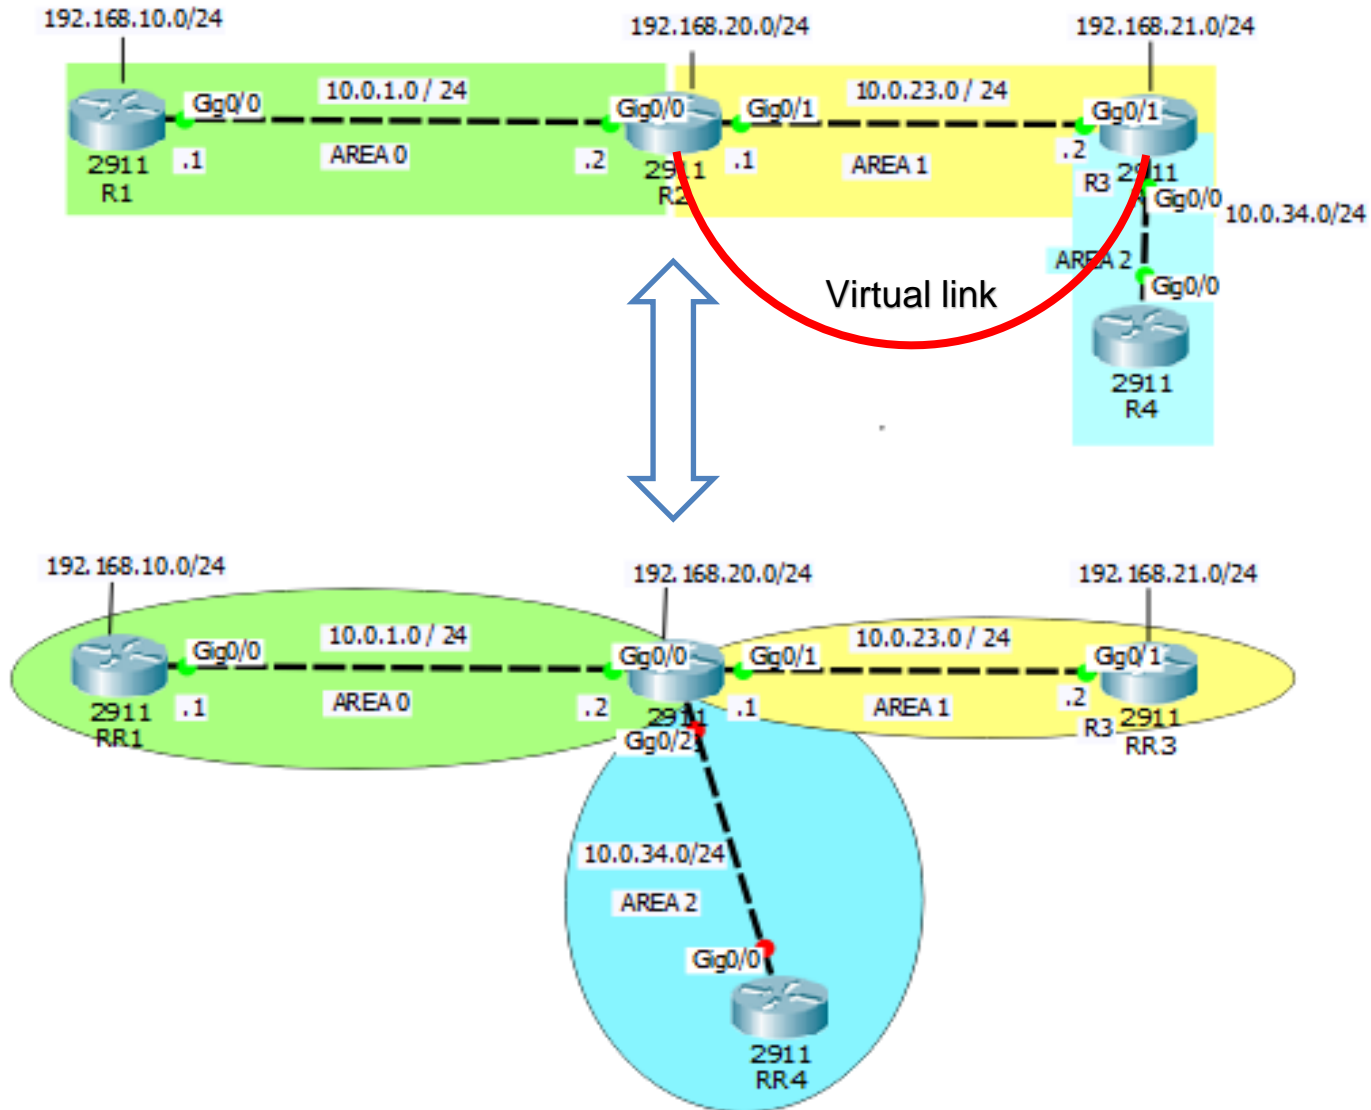 192.168.10.0/24
192.168.20.0/24
192.168.21.0/24
Gig0/0
10.0.1.0 / 24
Gig0/0
Gig0/1
10.0.23.0 / 24
Gig0/1
.1
AREA 0
.2
.1
AREA 1
.2
2911
R1
2911
R2
R3
2911
Gig0/0
10.0.34.0/24
AREA 2
Gig0/0
Virtual link
2911
R4
192.168.10.0/24
192.168.20.0/24
192.168.21.0/24
Gig0/0
10.0.1.0 / 24
Gig0/0
Gig0/1
10.0.23.0 / 24
Gig0/1
.1
AREA 0
.2
.1
AREA 1
.2
2911
RR1
2911
Gig0/2
R3
2911
RR3
10.0.34.0/24
AREA 2
Gig0/0
2911
RR4